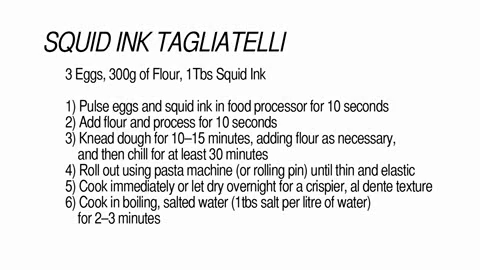 SQUID INK TAGLIATELLI
3 Eggs, 300g of Flour, 1Tbs Squid Ink
1) Pulse eggs and squid ink in food processor for 10 seconds
2) Add flour and process for 10 seconds
3) Knead dough for 10–15 minutes, adding flour as necessary,
and then chill for at least 30 minutes
4) Roll out using pasta machine (or rolling pin) until thin and elastic
5) Cook immediately or let dry overnight for a crispier, al dente texture
6) Cook in boiling, salted water (1tbs salt per litre of water)
for 2–3 minutes